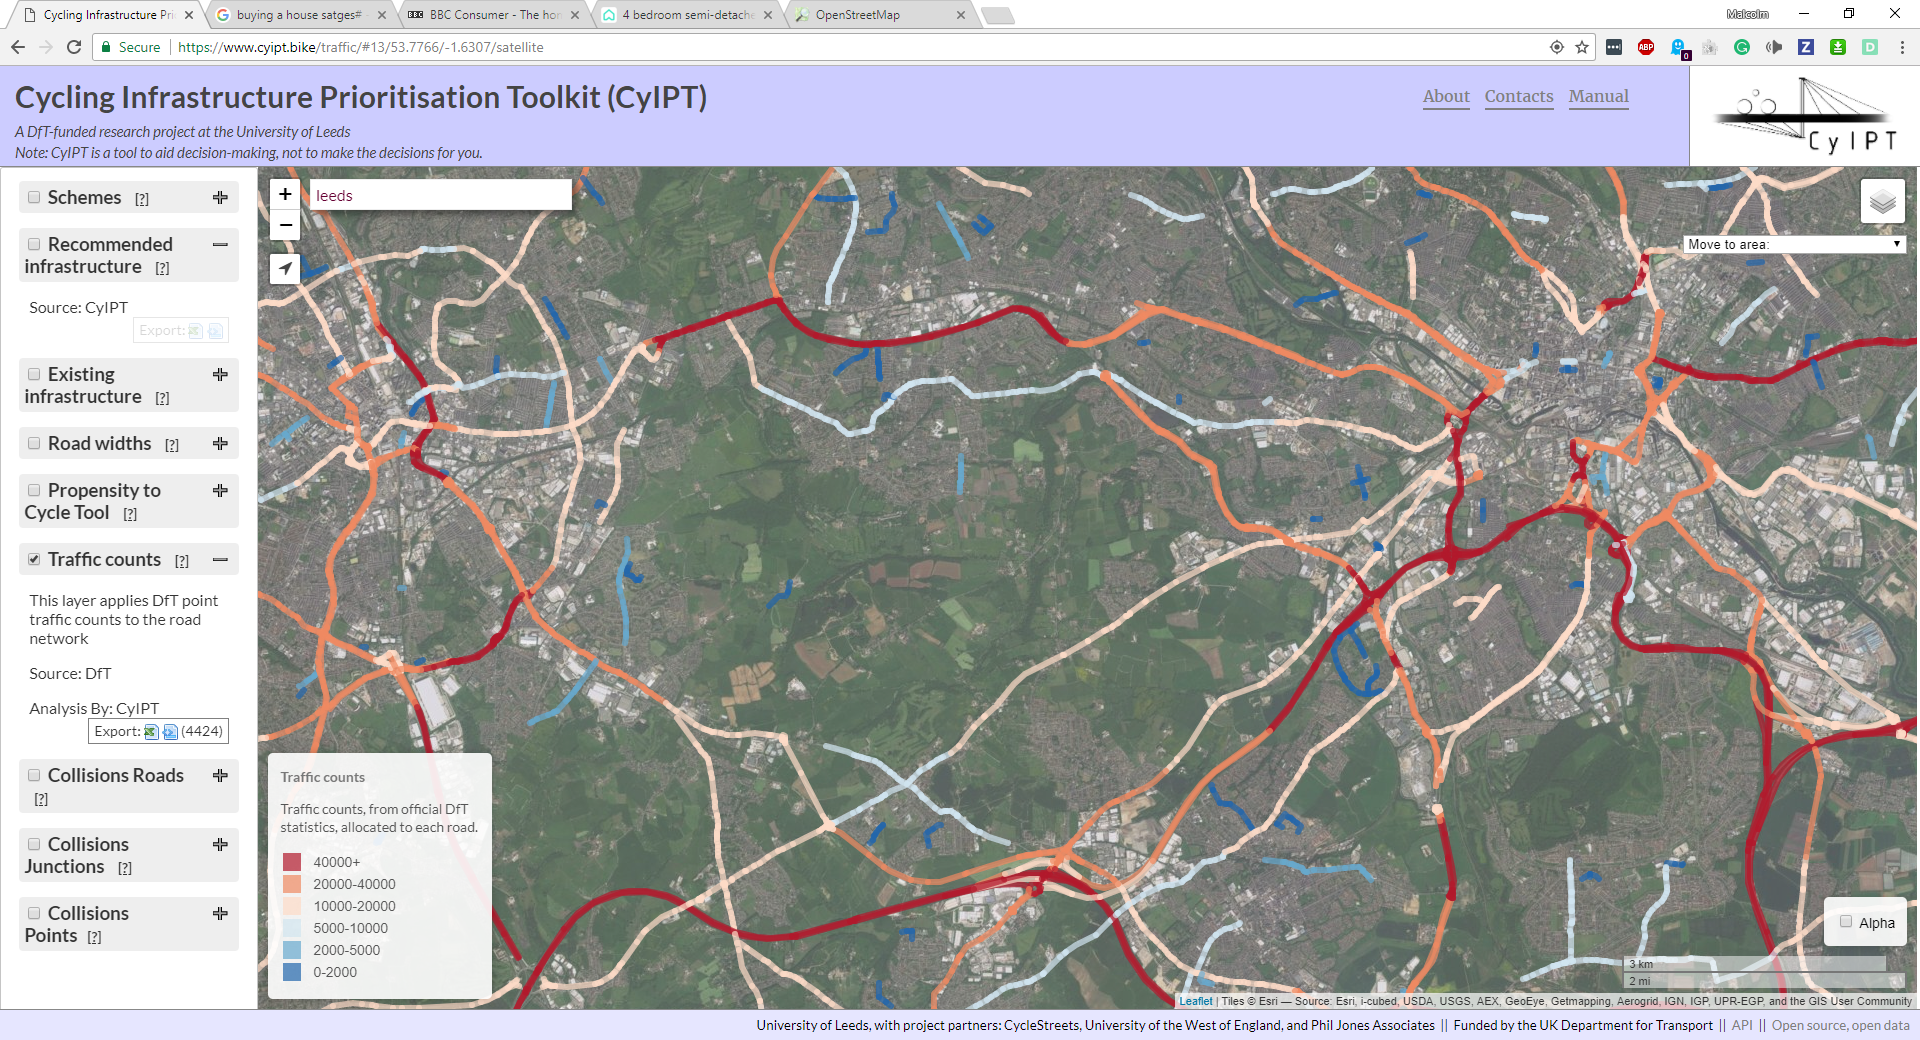 Cycling Infrastructure Pri
buying a house satges#
BBC Consumer - The hor
4 bedroom semi-detache
OpenStreetMap
Malcolm
Secure
https://www.cyipt.bike/traffic/#13/53.7766/-1.6307/satellite
ABP
0
Z
D
Cycling Infrastructure Prioritisation Toolkit (CyIPT)
A DfT-funded research project at the University of Leeds
Note: CyIPT is a tool to aid decision-making, not to make the decisions for you.
About Contacts Manual
CyIPT
Schemes [?]
Recommended
infrastructure [?]
Source: CyIPT
Export:
Existing
infrastructure [?]
Road widths [?]
Propensity to
Cycle Tool [?]
Traffic counts [?]
This layer applies DfT point
traffic counts to the road
network
Source: DfT
Analysis By: CyIPT
Export: (4424)
Collisions Roads
[?]
Collisions
Junctions [?]
Collisions
Points [?]
+
leeds
−
Move to area:
Traffic counts
Traffic counts, from official DfT
statistics, allocated to each road.
40000+
20000-40000
10000-20000
5000-10000
2000-5000
0-2000
Alpha
3 km
2 mi
Leaflet | Tiles © Esri — Source: Esri, i-cubed, USDA, USGS, AEX, GeoEye, Getmapping, Aerogrid, IGN, IGP, UPR-EGP, and the GIS User Community
University of Leeds, with project partners: CycleStreets, University of the West of England, and Phil Jones Associates || Funded by the UK Department for Transport || API || Open source, open data